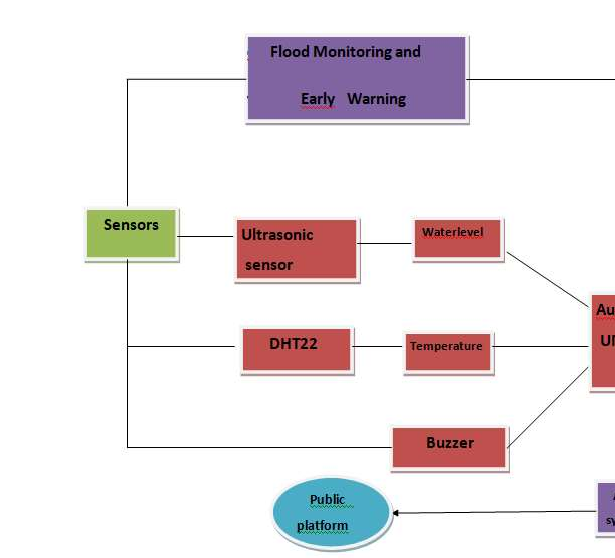 Flood Monitoring and
Early Warning
Sensors
Ultrasonic
sensor
Waterlevel
DHT22
Temperature
Buzzer
Public
platform